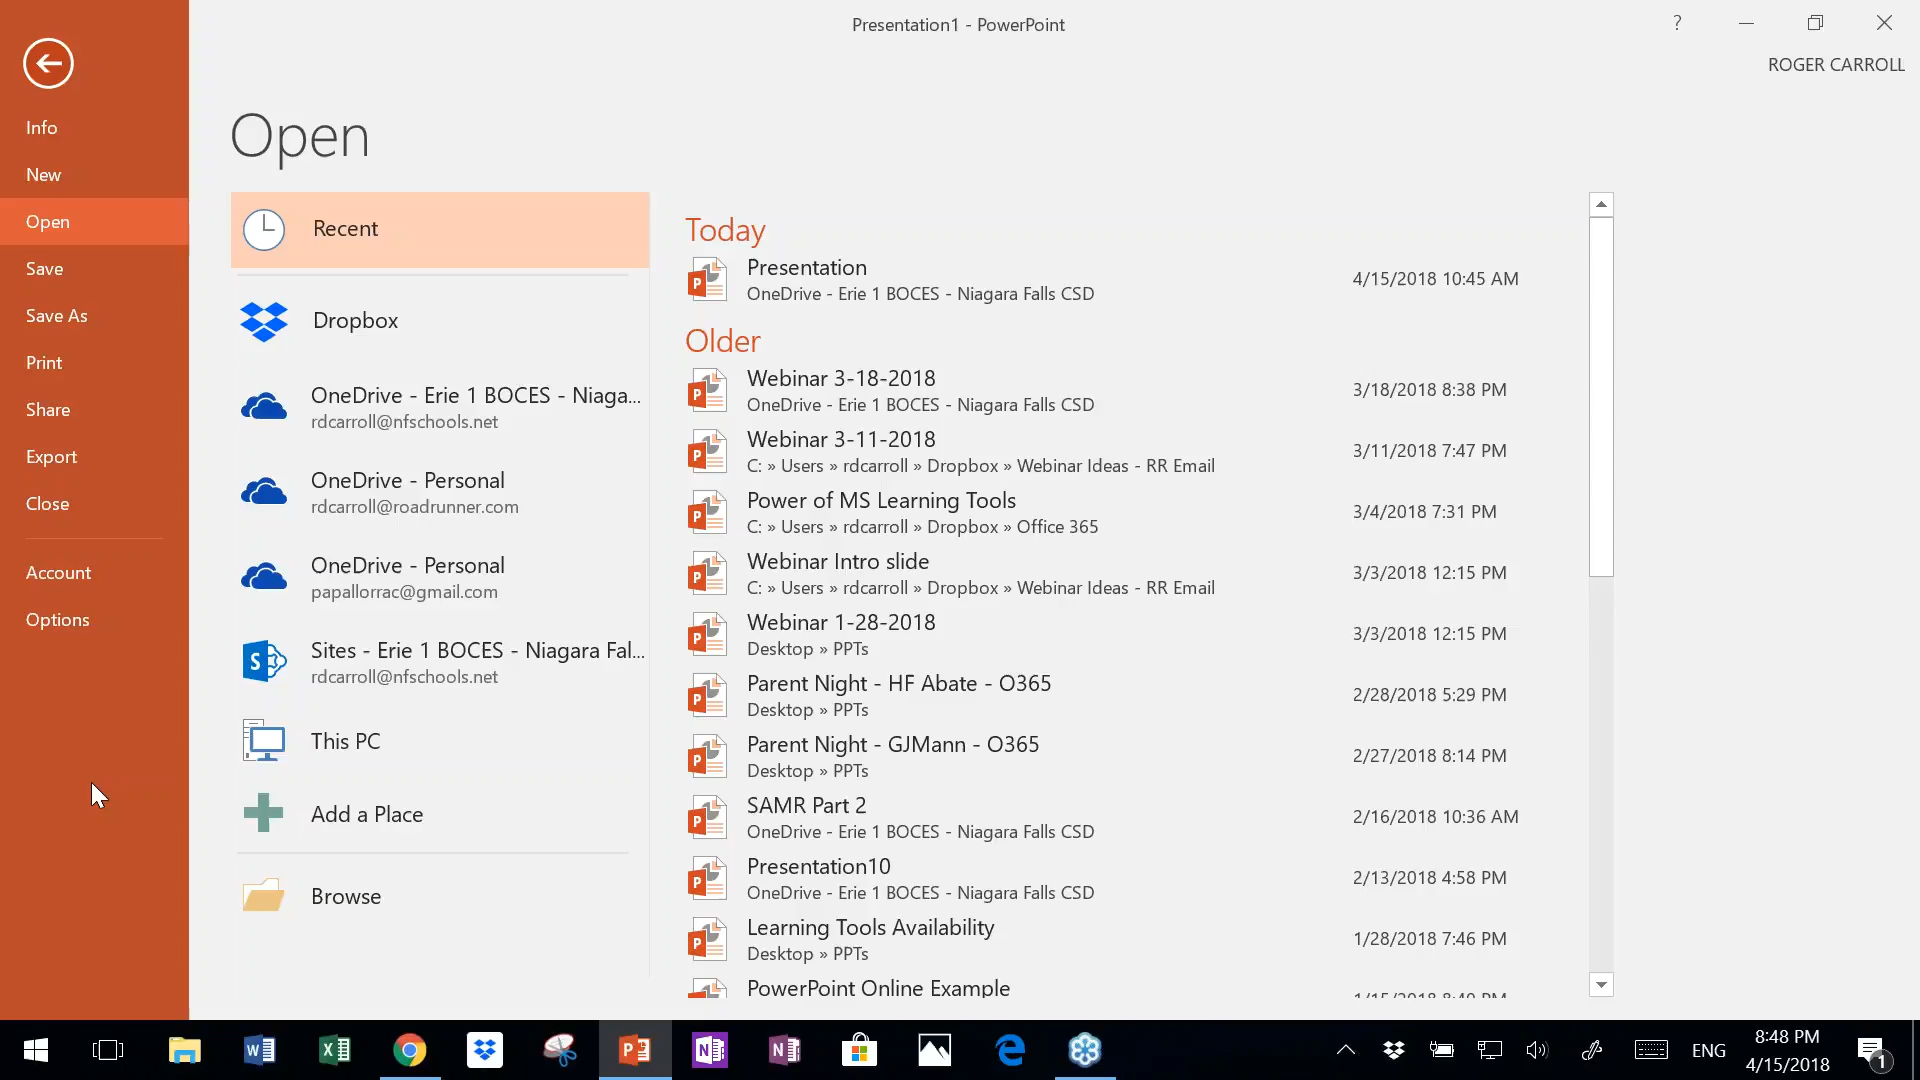 Presentation1 - PowerPoint
?
ROGER CARROLL
Info
New
Open
Save
Save As
Print
Share
Export
Close
Account
Options
Open
Recent
Dropbox
OneDrive - Erie 1 BOCES - Niaga...
rdcarroll@nfschools.net
OneDrive - Personal
rdcarroll@roadrunner.com
OneDrive - Personal
papallorrac@gmail.com
Sites - Erie 1 BOCES - Niagara Fal...
rdcarroll@nfschools.net
This PC
Add a Place
Browse
Today
Presentation
OneDrive - Erie 1 BOCES - Niagara Falls CSD
4/15/2018 10:45 AM
Older
Webinar 3-18-2018
OneDrive - Erie 1 BOCES - Niagara Falls CSD
3/18/2018 8:38 PM
Webinar 3-11-2018
C: » Users » rdcarroll » Dropbox » Webinar Ideas - RR Email
3/11/2018 7:47 PM
Power of MS Learning Tools
C: » Users » rdcarroll » Dropbox » Office 365
3/4/2018 7:31 PM
Webinar Intro slide
C: » Users » rdcarroll » Dropbox » Webinar Ideas - RR Email
3/3/2018 12:15 PM
Webinar 1-28-2018
Desktop » PPTs
3/3/2018 12:15 PM
Parent Night - HF Abate - O365
Desktop » PPTs
2/28/2018 5:29 PM
Parent Night - GJMann - O365
Desktop » PPTs
2/27/2018 8:14 PM
SAMR Part 2
OneDrive - Erie 1 BOCES - Niagara Falls CSD
2/16/2018 10:36 AM
Presentation10
OneDrive - Erie 1 BOCES - Niagara Falls CSD
2/13/2018 4:58 PM
Learning Tools Availability
Desktop » PPTs
1/28/2018 7:46 PM
PowerPoint Online Example
ENG
8:48 PM
4/15/2018
1